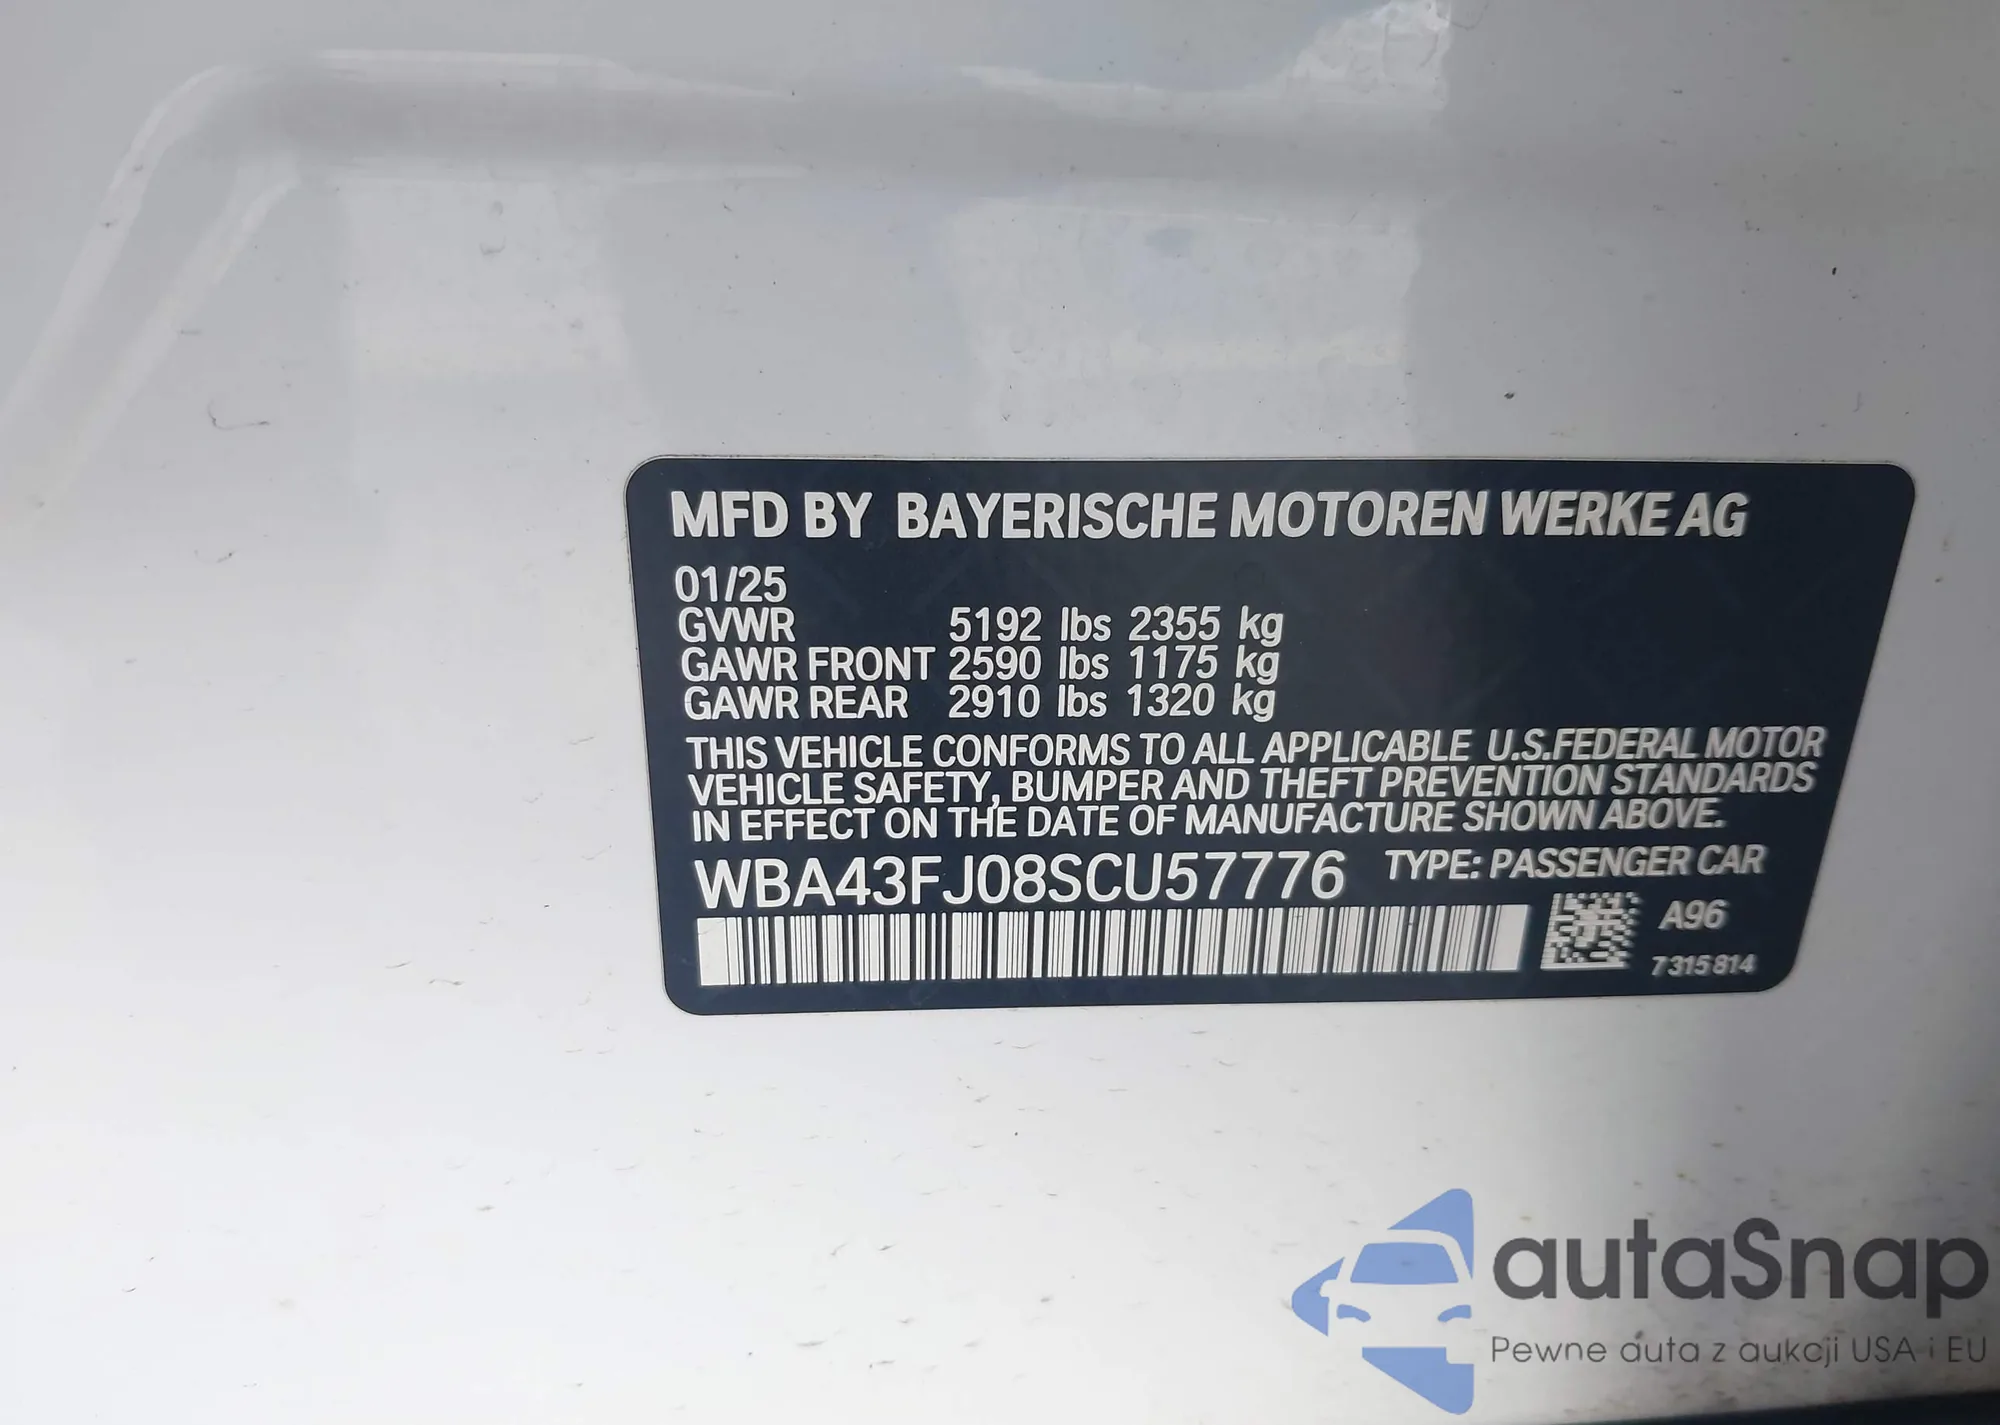 MFD BY BAYERISCHE MOTOREN WERKE AG
01/25
GVWR 5192 lbs 2355 kg
GAWR FRONT 2590 lbs 1175 kg
GAWR REAR 2910 lbs 1320 kg
THIS VEHICLE CONFORMS TO ALL APPLICABLE U.S.FEDERAL MOTOR
VEHICLE SAFETY, BUMPER AND THEFT PREVENTION STANDARDS
IN EFFECT ON THE DATE OF MANUFACTURE SHOWN ABOVE.
WBA43FJ08SCU57776 TYPE: PASSENGER CAR
A96
7315814
autaSnap
Pewne auta z aukcji USA i EU